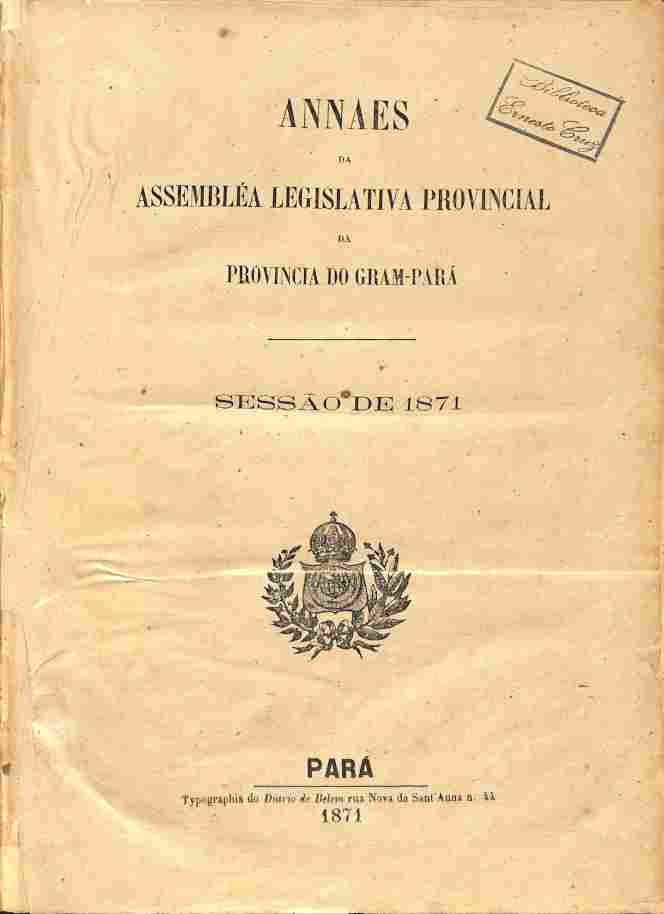 Bibliotheca
Ernesto Cruz
ANNAES
DA
ASSEMBLÉA LEGISLATIVA PROVINCIAL
DA
PROVINCIA DO GRAM-PARÁ
SESSÃO DE 1871
PARÁ
Typographia do Diario de Belem rua Nova de Sant'Anna n. 44
1871